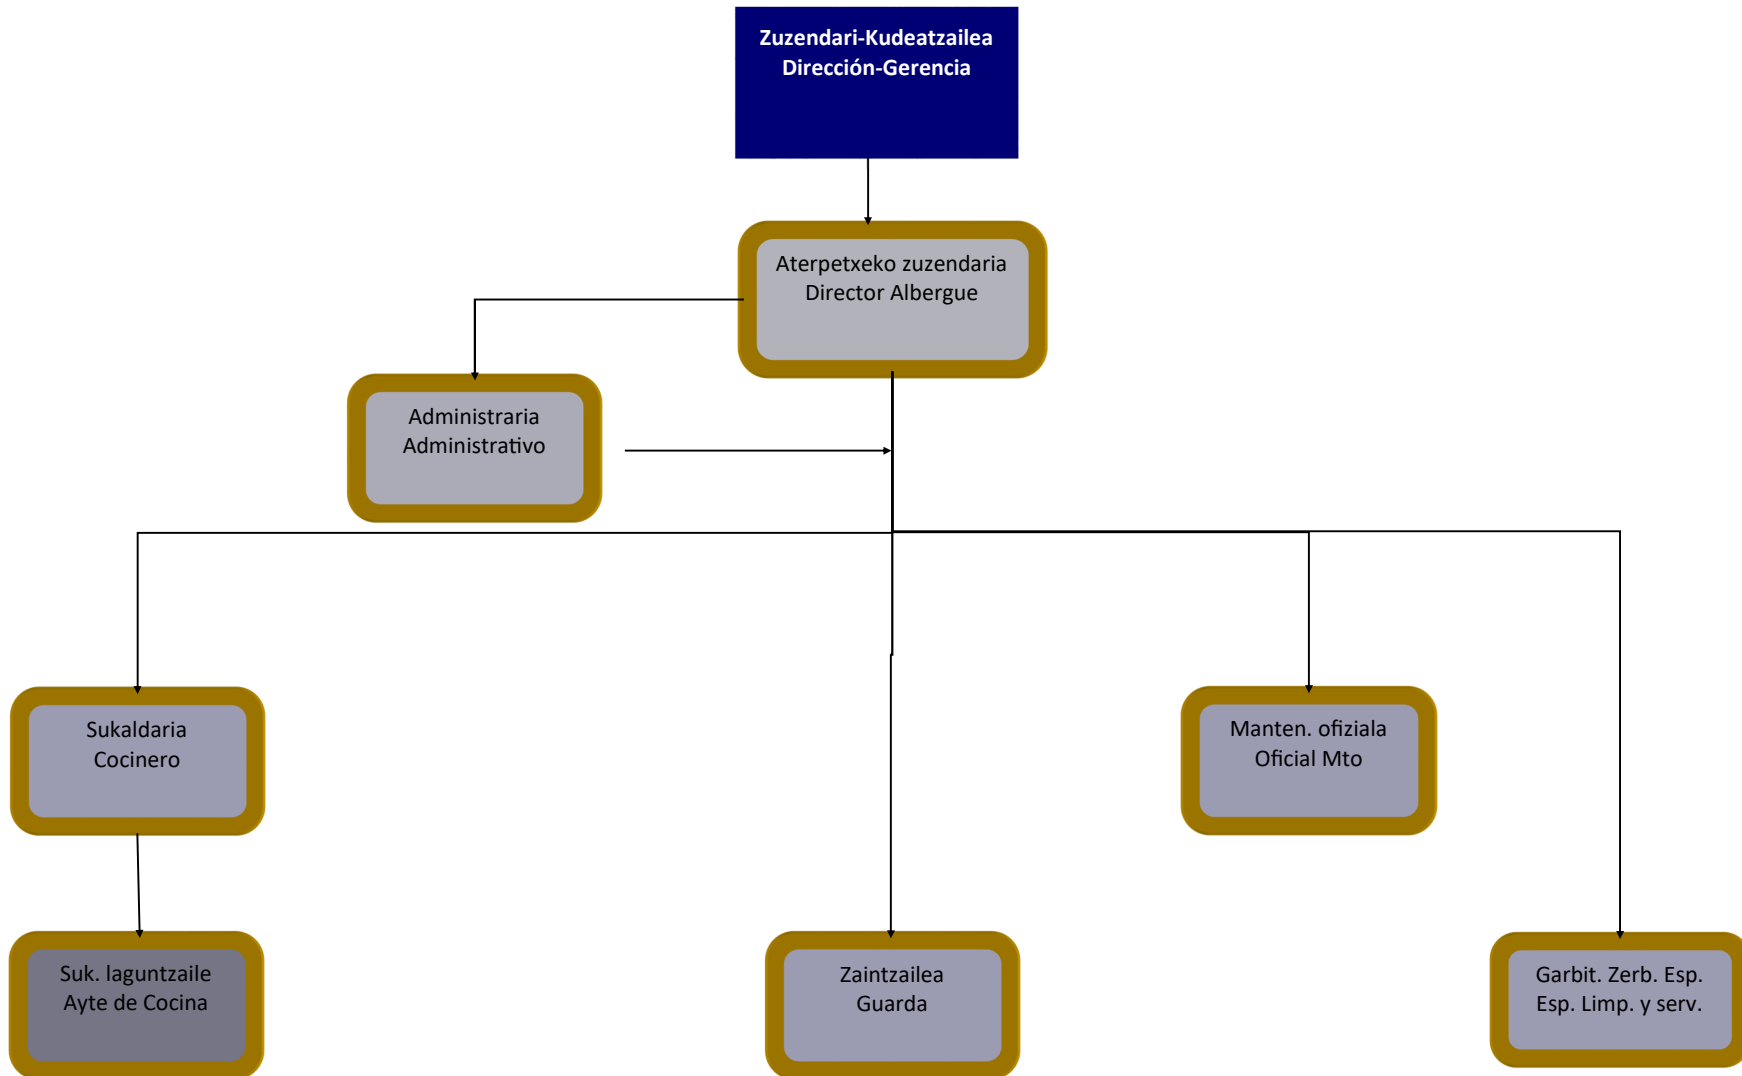 Zuzendari-Kudeatzailea
Dirección-Gerencia
Aterpetxeko zuzendaria
Director Albergue
Administraria
Administrativo
Sukaldaria
Cocinero
Manten. ofiziala
Oficial Mto
Suk. laguntzaile
Ayte de Cocina
Zaintzailea
Guarda
Garbit. Zerb. Esp.
Esp. Limp. y serv.